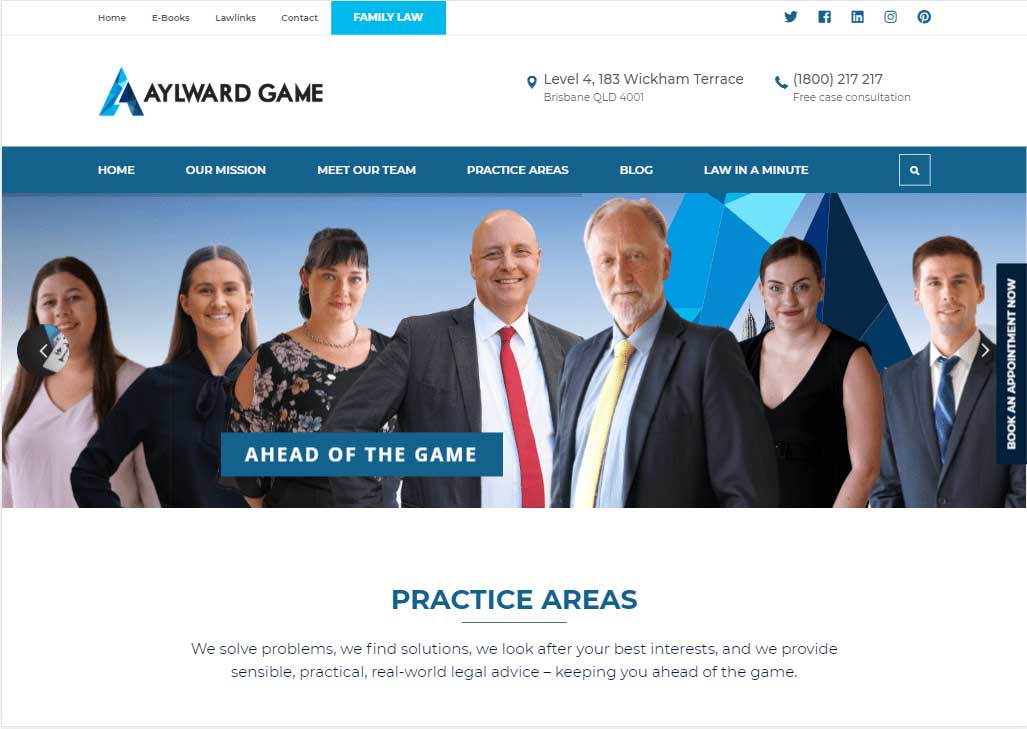 Home E-Books Lawlinks Contact FAMILY LAW
AYLWARD GAME
Level 4, 183 Wickham Terrace
Brisbane QLD 4001
(1800) 217 217
Free case consultation
HOME OUR MISSION MEET OUR TEAM PRACTICE AREAS BLOG LAW IN A MINUTE
BOOK AN APPOINTMENT NOW
AHEAD OF THE GAME
PRACTICE AREAS
We solve problems, we find solutions, we look after your best interests, and we provide
sensible, practical, real-world legal advice – keeping you ahead of the game.